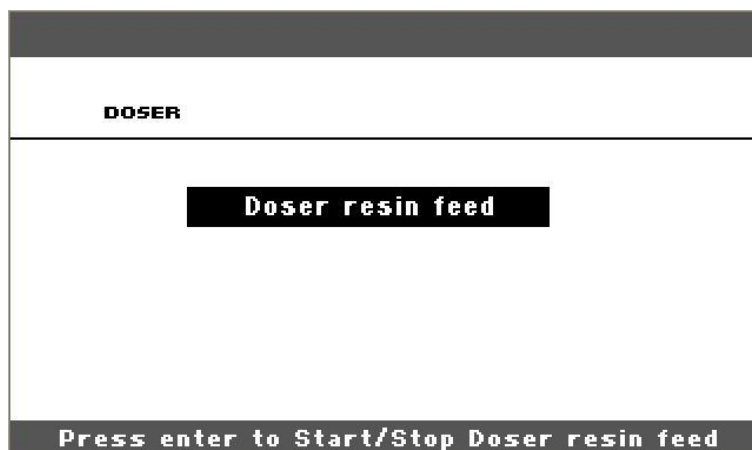 DOSER
Doser resin feed
Press enter to Start/Stop Doser resin feed